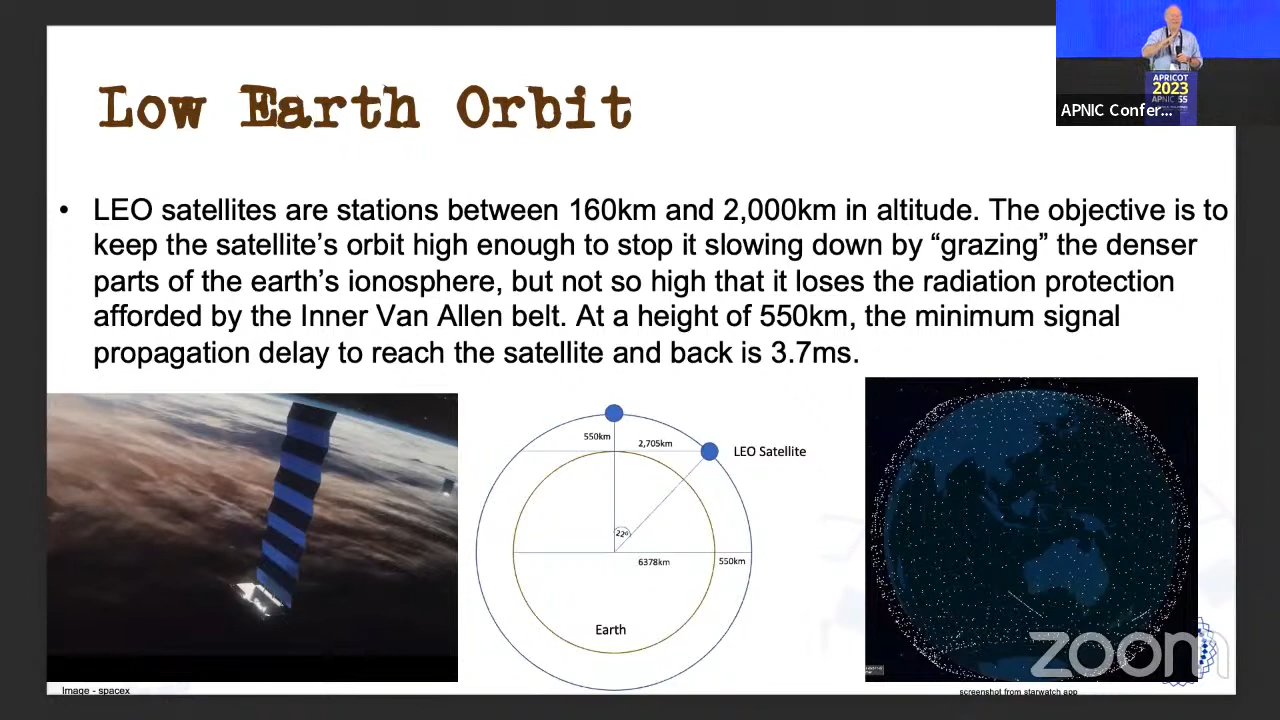 Low Earth Orbit
APRICOT
2023
APNIC 55
APNIC Confer...
• LEO satellites are stations between 160km and 2,000km in altitude. The objective is to
keep the satellite’s orbit high enough to stop it slowing down by “grazing” the denser
parts of the earth’s ionosphere, but not so high that it loses the radiation protection
afforded by the Inner Van Allen belt. At a height of 550km, the minimum signal
propagation delay to reach the satellite and back is 3.7ms.
550km
2,705km
LEO Satellite
22º
6378km
550km
Earth
zoom
Image - spacex
screenshot from starwatch app